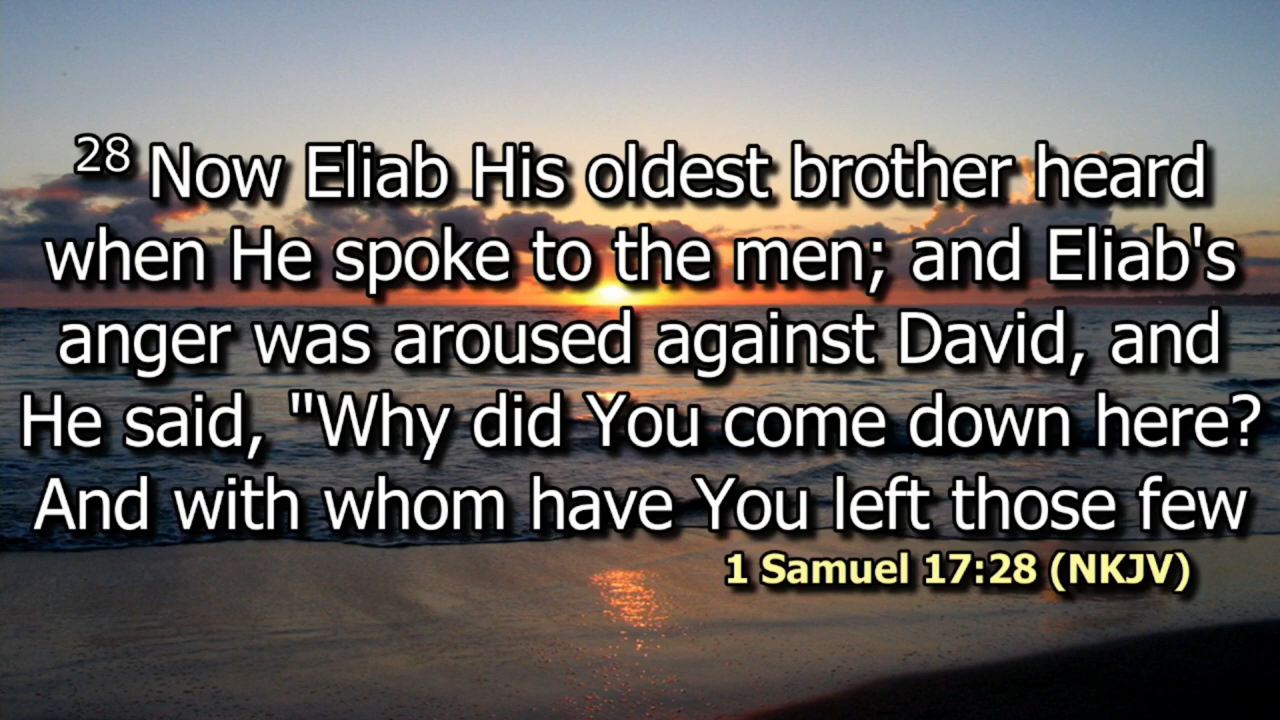 28 Now Eliab His oldest brother heard
when He spoke to the men; and Eliab's
anger was aroused against David, and
He said, "Why did You come down here?
And with whom have You left those few
1 Samuel 17:28 (NKJV)